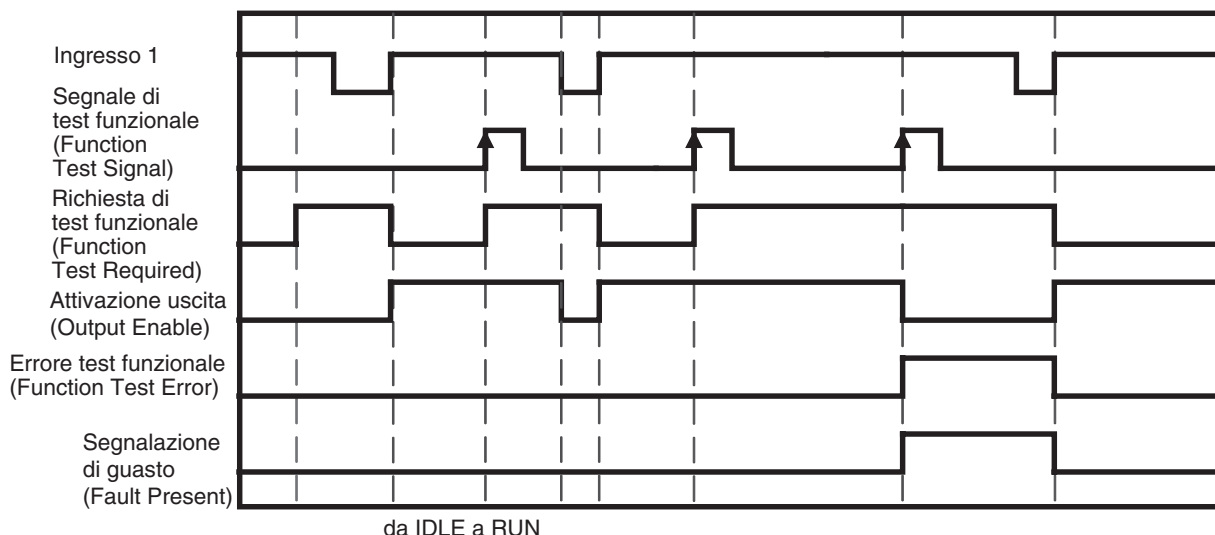 Ingresso 1
Segnale di
test funzionale
(Function
Test Signal)
Richiesta di
test funzionale
(Function
Test Required)
Attivazione uscita
(Output Enable)
Errore test funzionale
(Function Test Error)
Segnalazione
di guasto
(Fault Present)
da IDLE a RUN